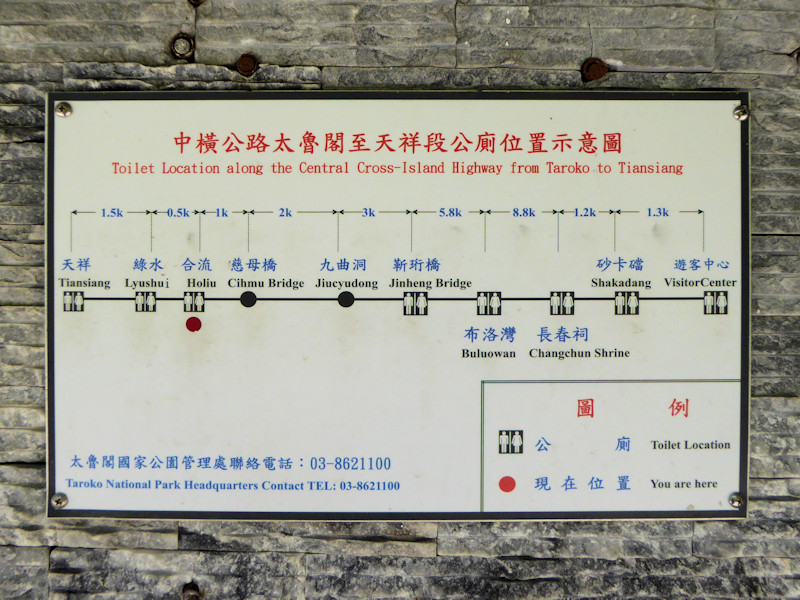 中橫公路太魯閣至天祥段公廁位置示意圖
Toilet Location along the Central Cross-Island Highway from Taroko to Tiansiang
1.5k 0.5k 1k 2k 3k 5.8k 8.8k 1.2k 1.3k
天祥 綠水 合流 慈母橋 九曲洞 靳珩橋 砂卡礑 遊客中心
Tiansiang Lyushui Holiu Cihmu Bridge Jiucyudong Jinheng Bridge Shakadang VisitorCenter
布洛灣 長春祠
Buluowan Changchun Shrine
圖 例
公 廁 Toilet Location
現在位置 You are here
太魯閣國家公園管理處聯絡電話：03-8621100
Taroko National Park Headquarters Contact TEL: 03-8621100